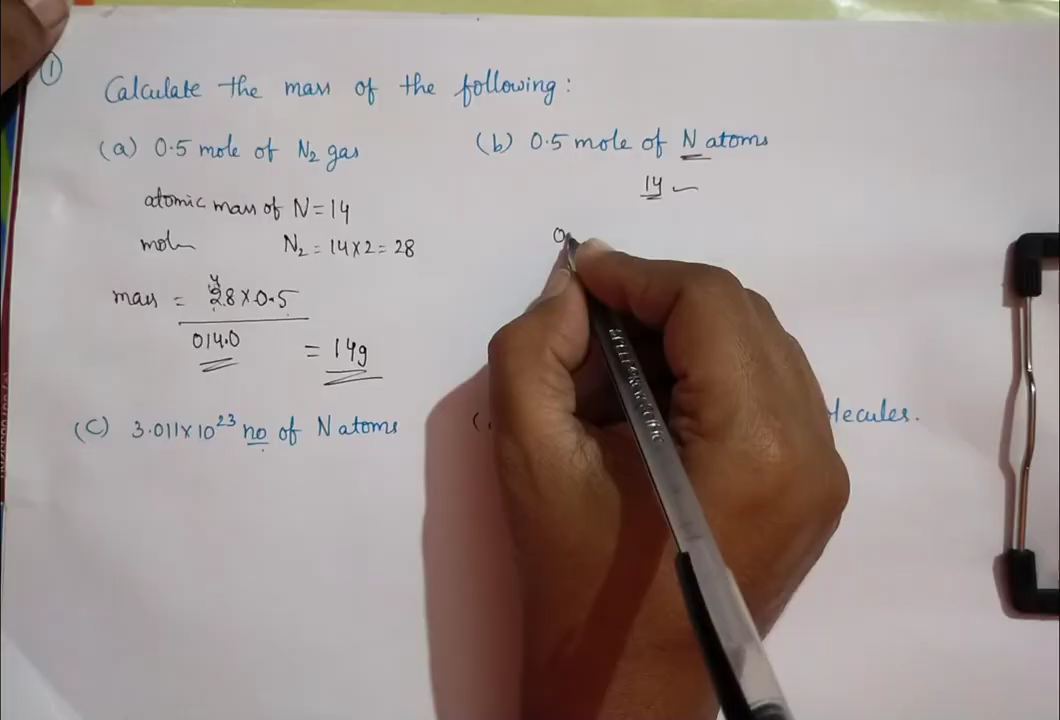 ①
Calculate the mass of the following:
(a) 0.5 mole of N₂ gas
(b) 0.5 mole of N atoms
14
atomic mass of N = 14
N₂ = 14 × 2 = 28
0
mass = 28 × 0.5
014.0
= 14g
(C) 3.011 × 10²³ no of N atoms